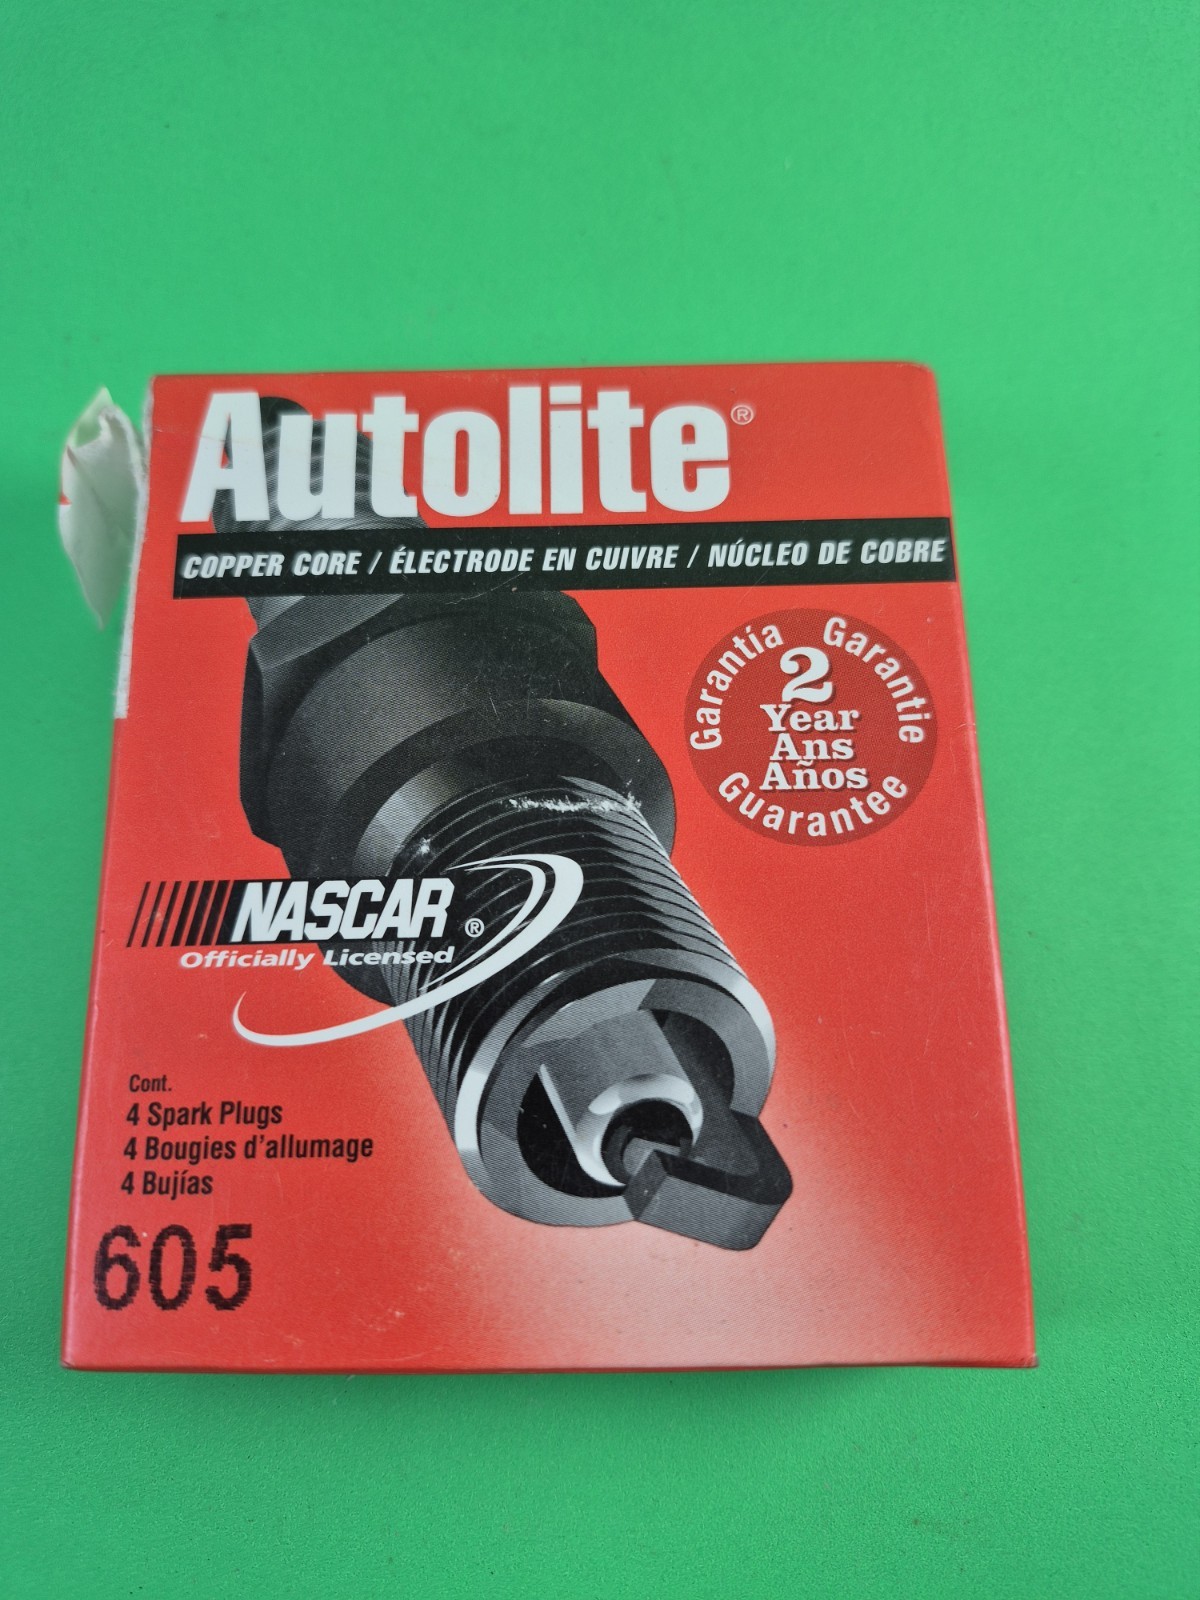 Autolite®
COPPER CORE / ÉLECTRODE EN CUIVRE / NÚCLEO DE COBRE
Garantía Garantie
2
Year
Ans
Años
Guarantee
NASCAR®
Officially Licensed
Cont.
4 Spark Plugs
4 Bougies d'allumage
4 Bujías
605